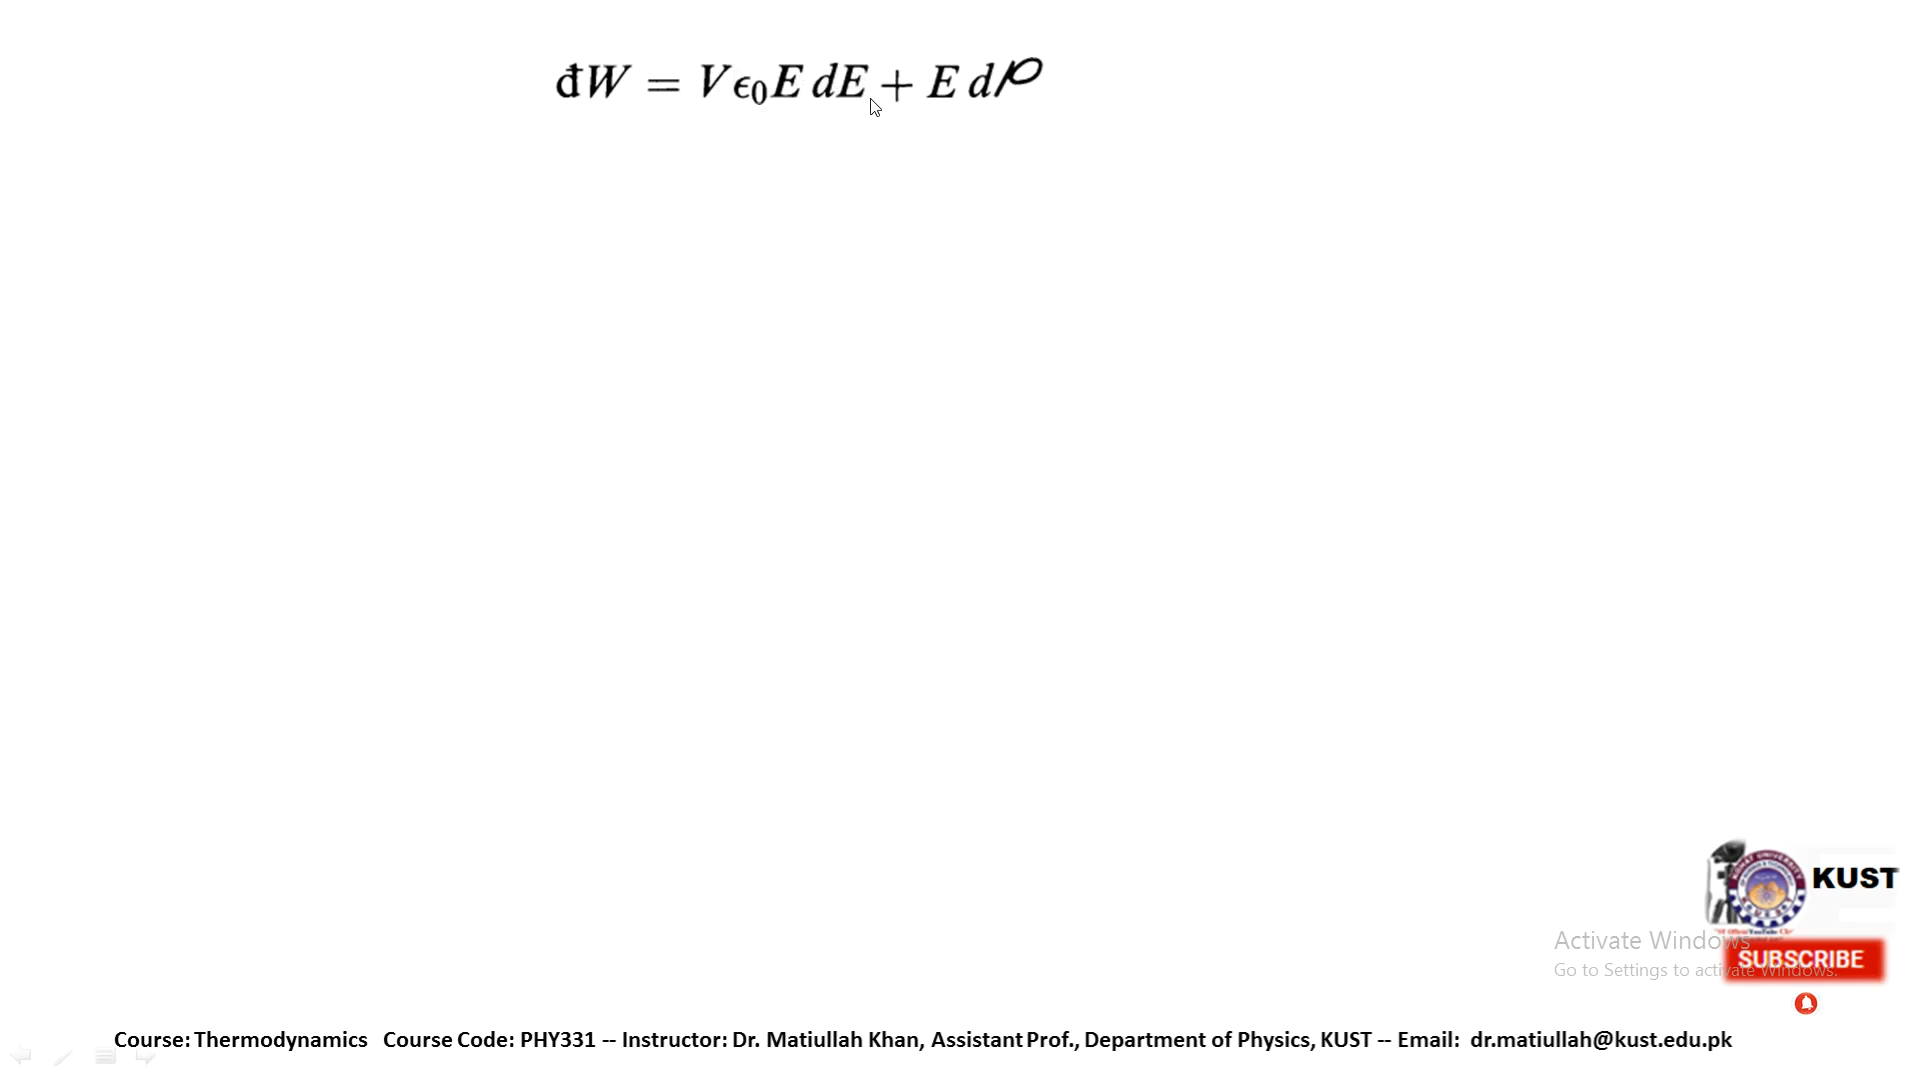 đW = Vϵ₀E dE + E d𝒫
KUST
Activate Windows
SUBSCRIBE
Go to Settings to activate Windows.
Course: Thermodynamics Course Code: PHY331 -- Instructor: Dr. Matiullah Khan, Assistant Prof., Department of Physics, KUST -- Email: dr.matiullah@kust.edu.pk